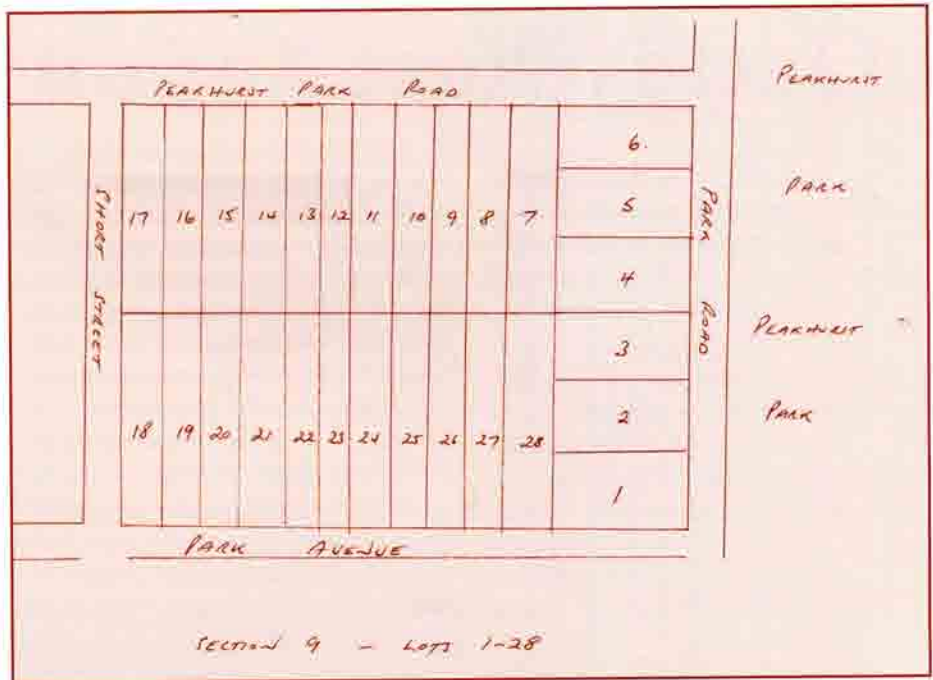 PEAKHURST PARK ROAD
PEAKHURST
PARK
PEAKHURST
PARK
SHORT STREET
PARK ROAD
6.
5
4
3
2
1
17 16 15 14 13 12 11 10 9 8 7
18 19 20 21 22 23 24 25 26 27 28
PARK AVENUE
SECTION 9 - LOTS 1-28